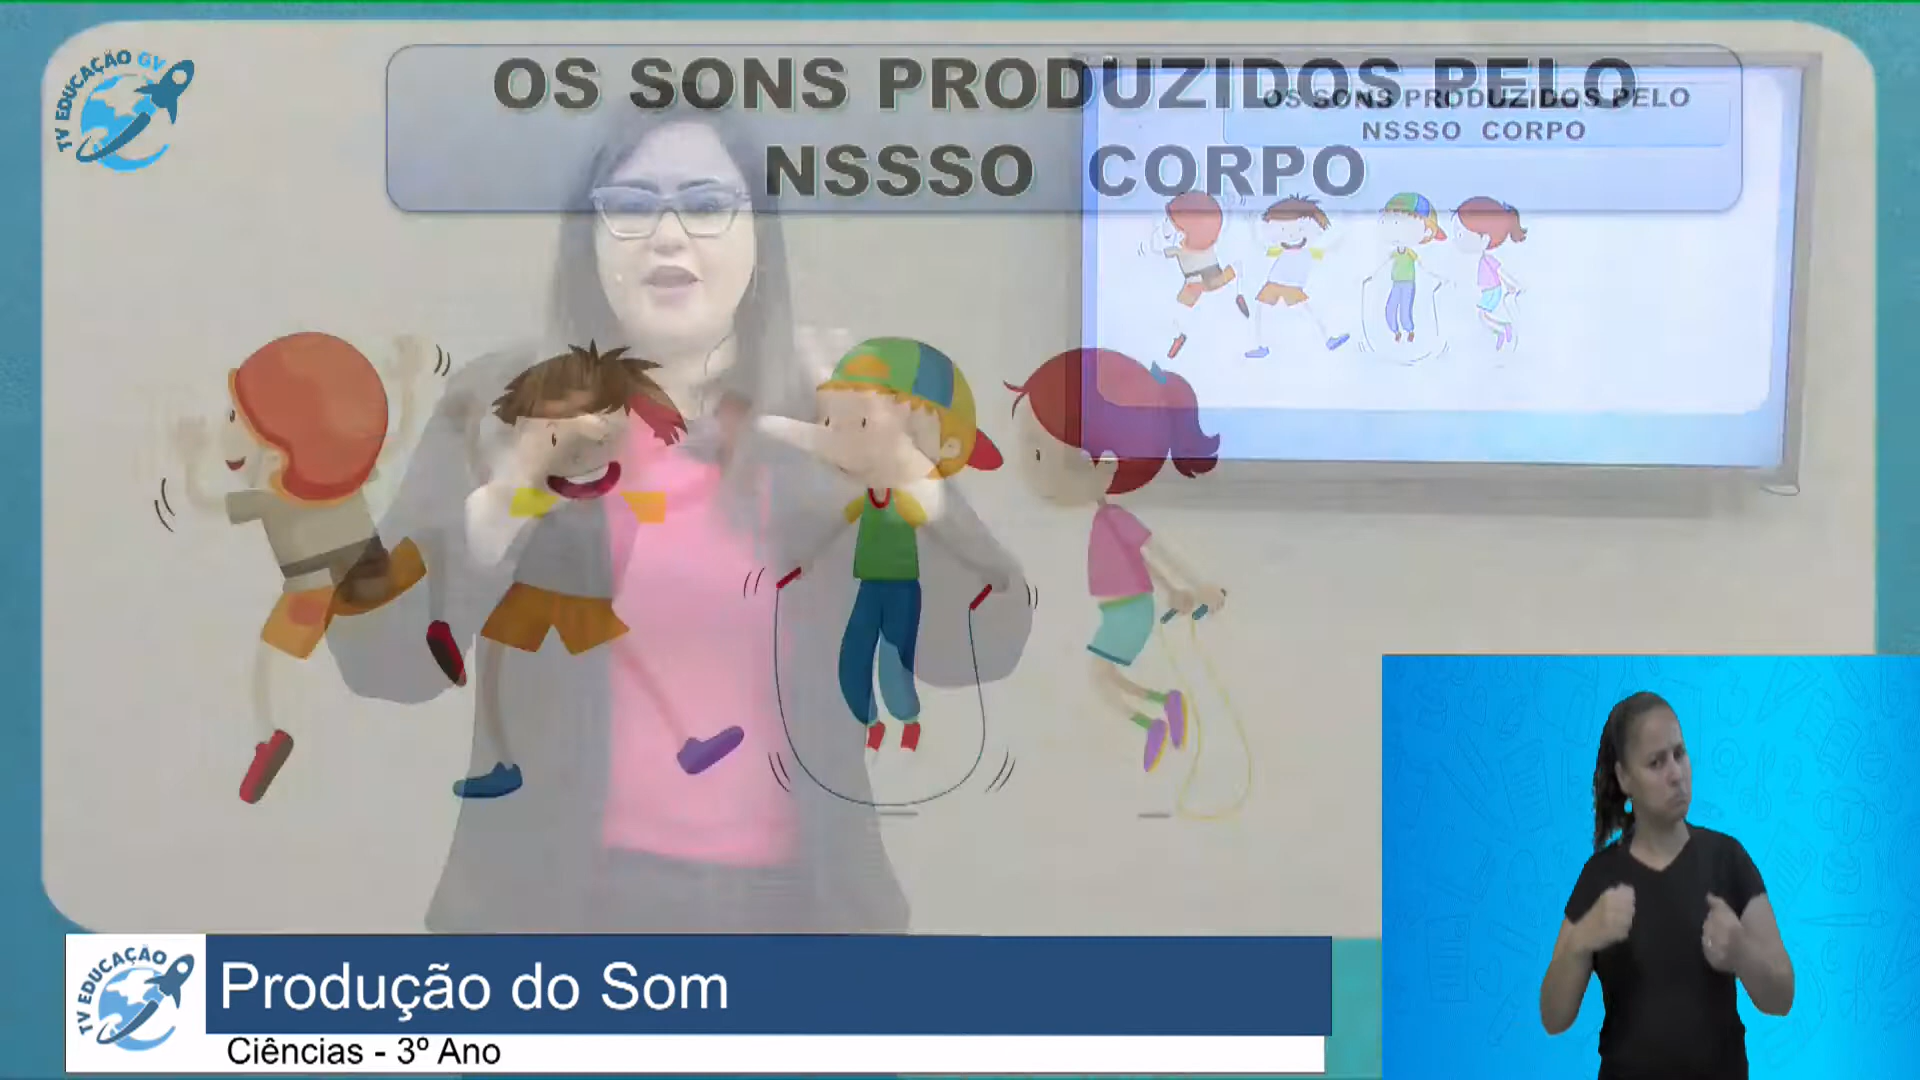 TV EDUCAÇÃO GV
OS SONS PRODUZIDOS PELO
NSSSO CORPO
OS SONS PRODUZIDOS PELO
NSSSO CORPO
TV EDUCAÇÃO
Produção do Som
Ciências - 3º Ano